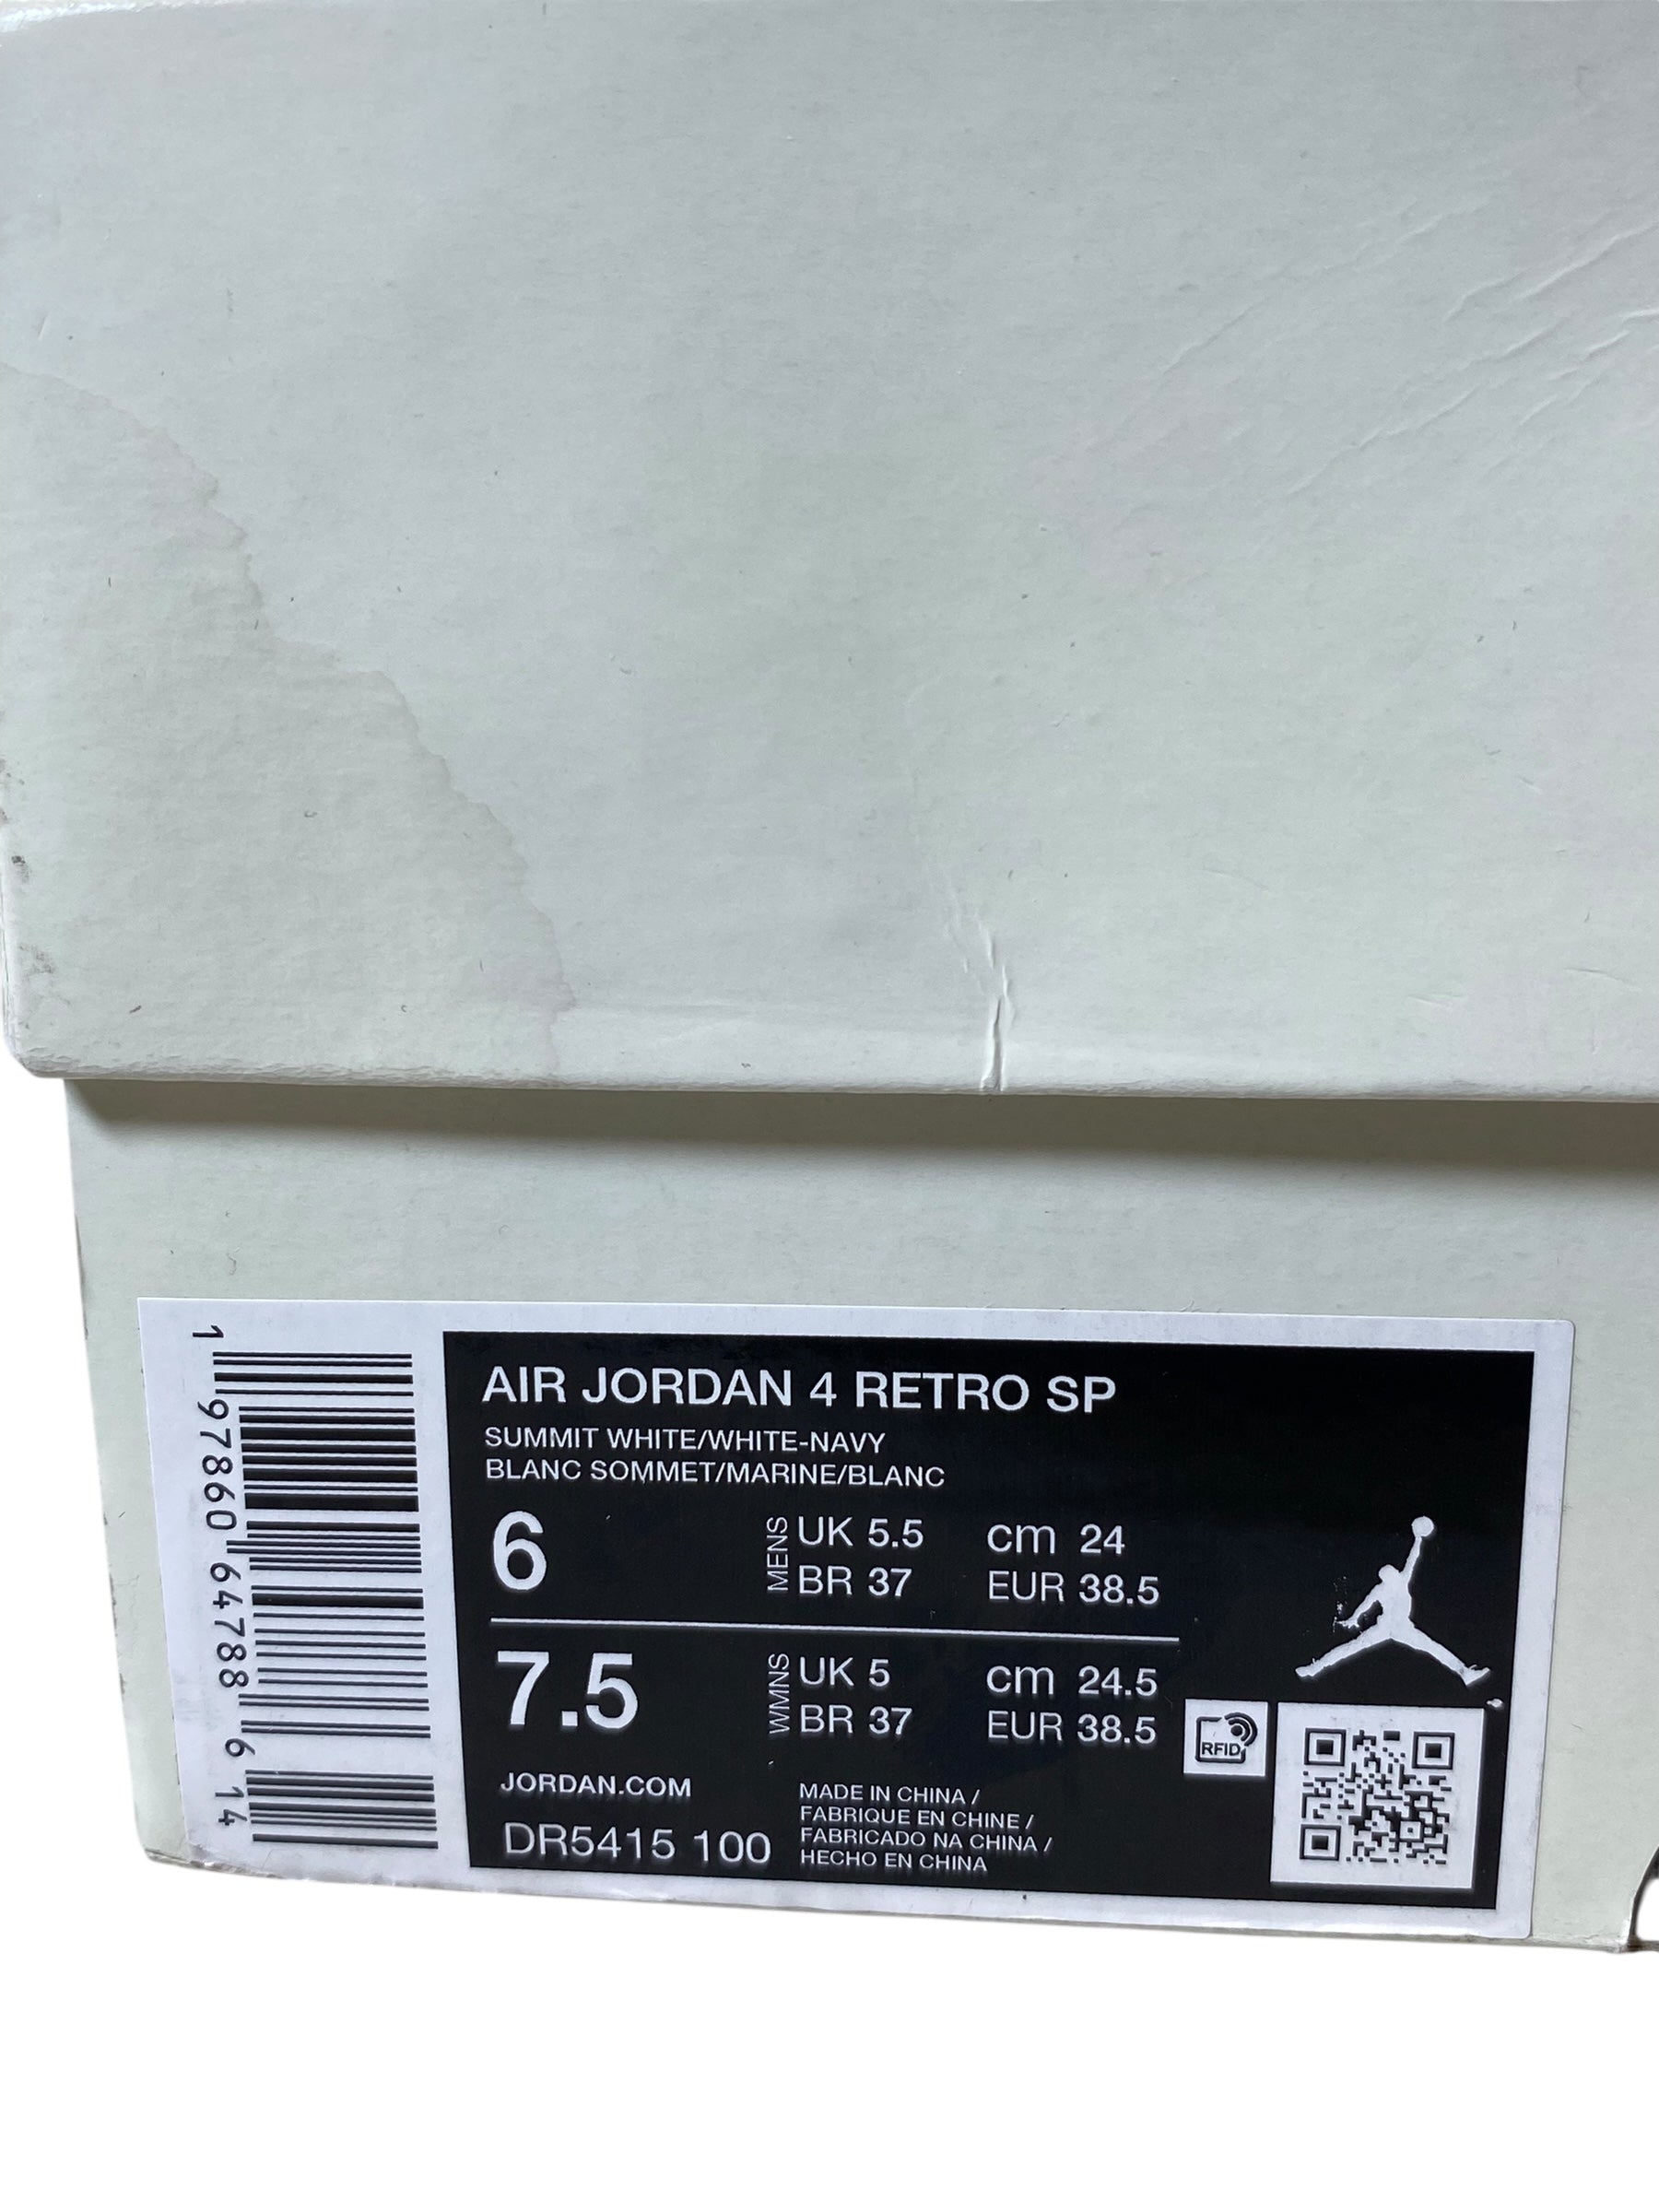 1 97860 64788 6 14
AIR JORDAN 4 RETRO SP
SUMMIT WHITE/WHITE-NAVY
BLANC SOMMET/MARINE/BLANC
6 MENS UK 5.5 cm 24
BR 37 EUR 38.5
7.5 WMNS UK 5 cm 24.5
BR 37 EUR 38.5
RFID
JORDAN.COM
DR5415 100
MADE IN CHINA /
FABRIQUE EN CHINE /
FABRICADO NA CHINA /
HECHO EN CHINA